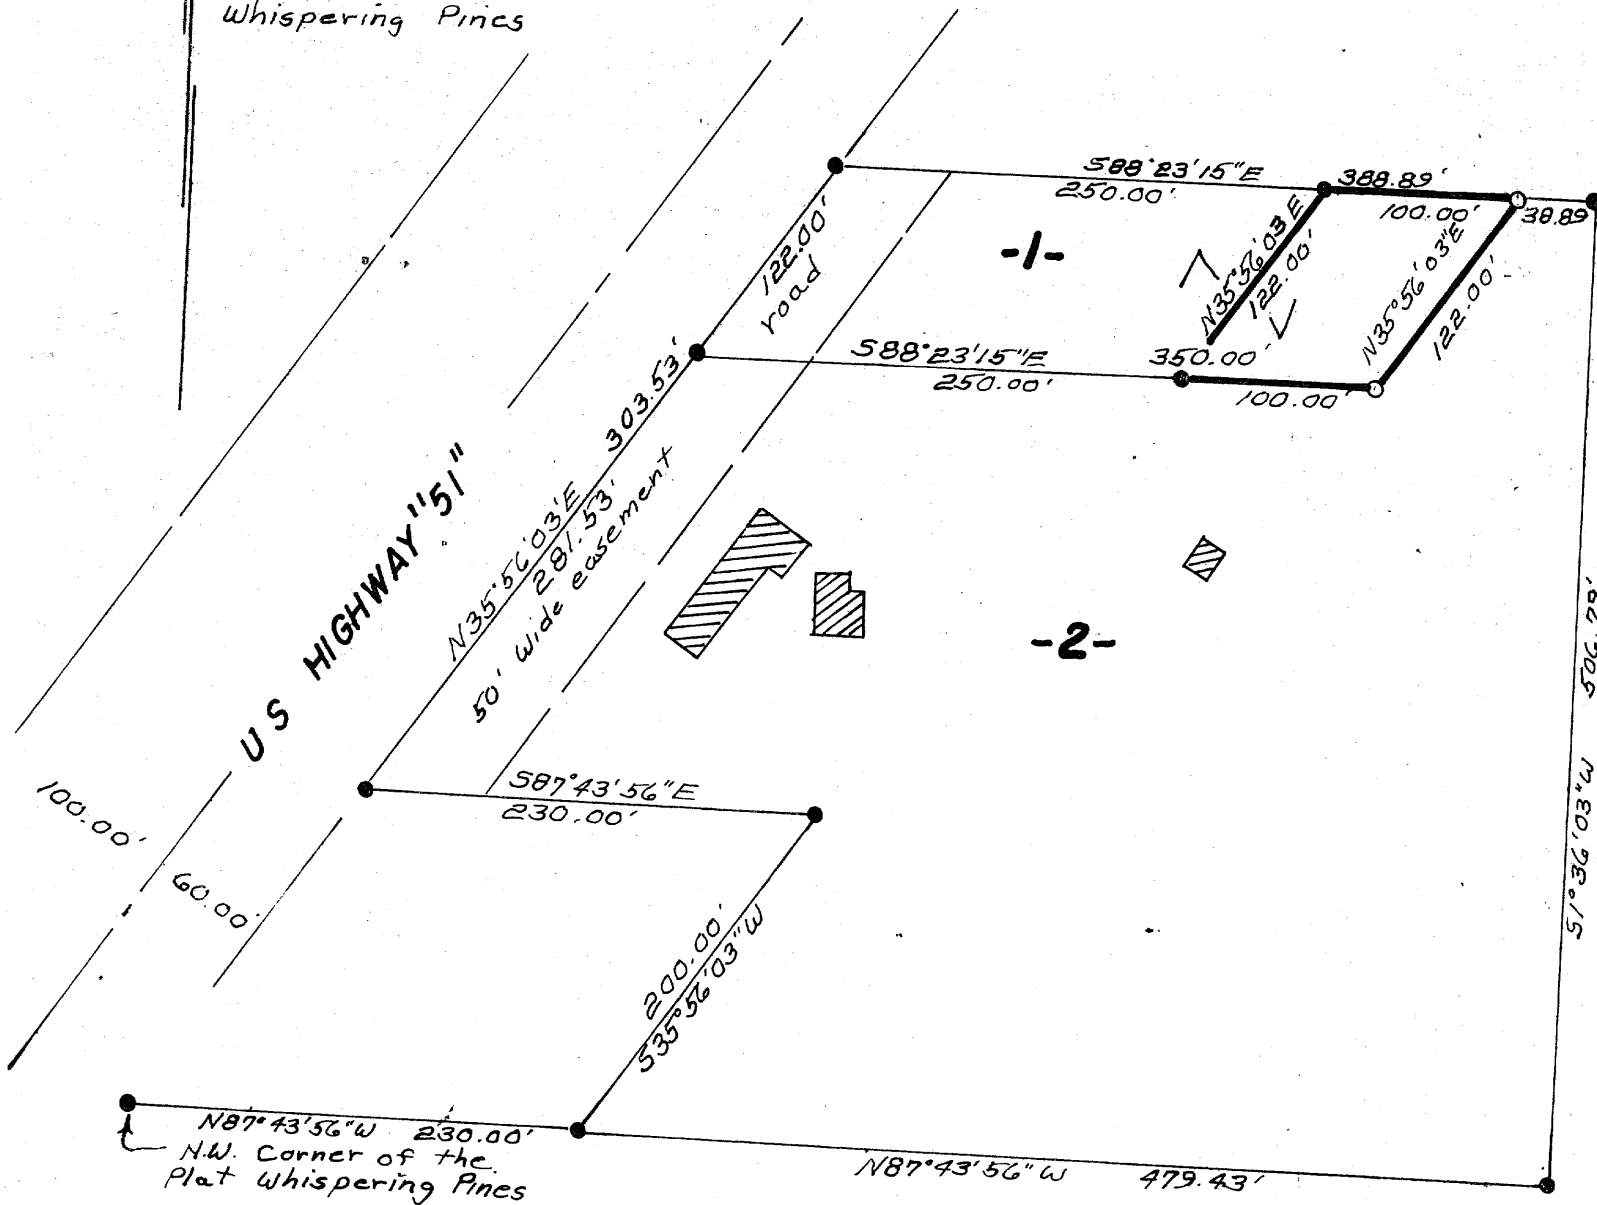 Whispering Pines
S88°23'15"E 388.89'
250.00' 100.00' 38.89
122.00'
road
-1-
N35°56'03 E
122.00'
N35°56'03"E
122.00'
S88°23'15"E 350.00'
250.00' 100.00'
N35°56'03'E 303.53'
281.53'
50' wide easement
US HIGHWAY "51"
-2-
S1°36'03"W
S87°43'56"E
230.00'
100.00'
60.00'
200.00'
S35°56'03"W
N87°43'56"W 230.00'
N.W. Corner of the
Plat Whispering Pines
N87°43'56"W 479.43'